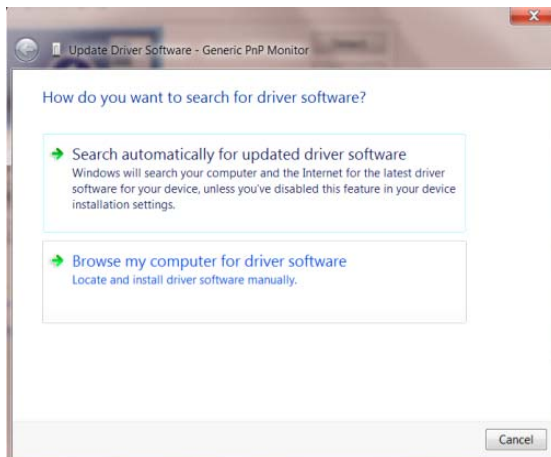 Update Driver Software - Generic PnP Monitor
How do you want to search for driver software?
Search automatically for updated driver software
Windows will search your computer and the Internet for the latest driver
software for your device, unless you've disabled this feature in your device
installation settings.
Browse my computer for driver software
Locate and install driver software manually.
Cancel